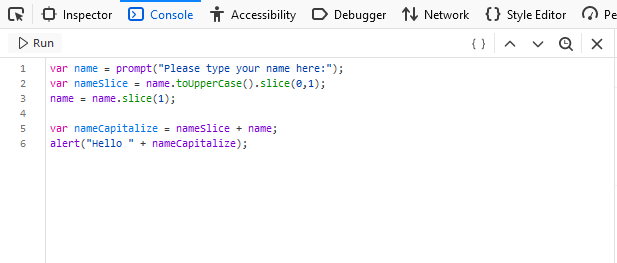 Inspector Console Accessibility Debugger Network Style Editor Pe
Run
1 var name = prompt("Please type your name here:");
2 var nameSlice = name.toUpperCase().slice(0,1);
3 name = name.slice(1);
4
5 var nameCapitalize = nameSlice + name;
6 alert("Hello " + nameCapitalize);